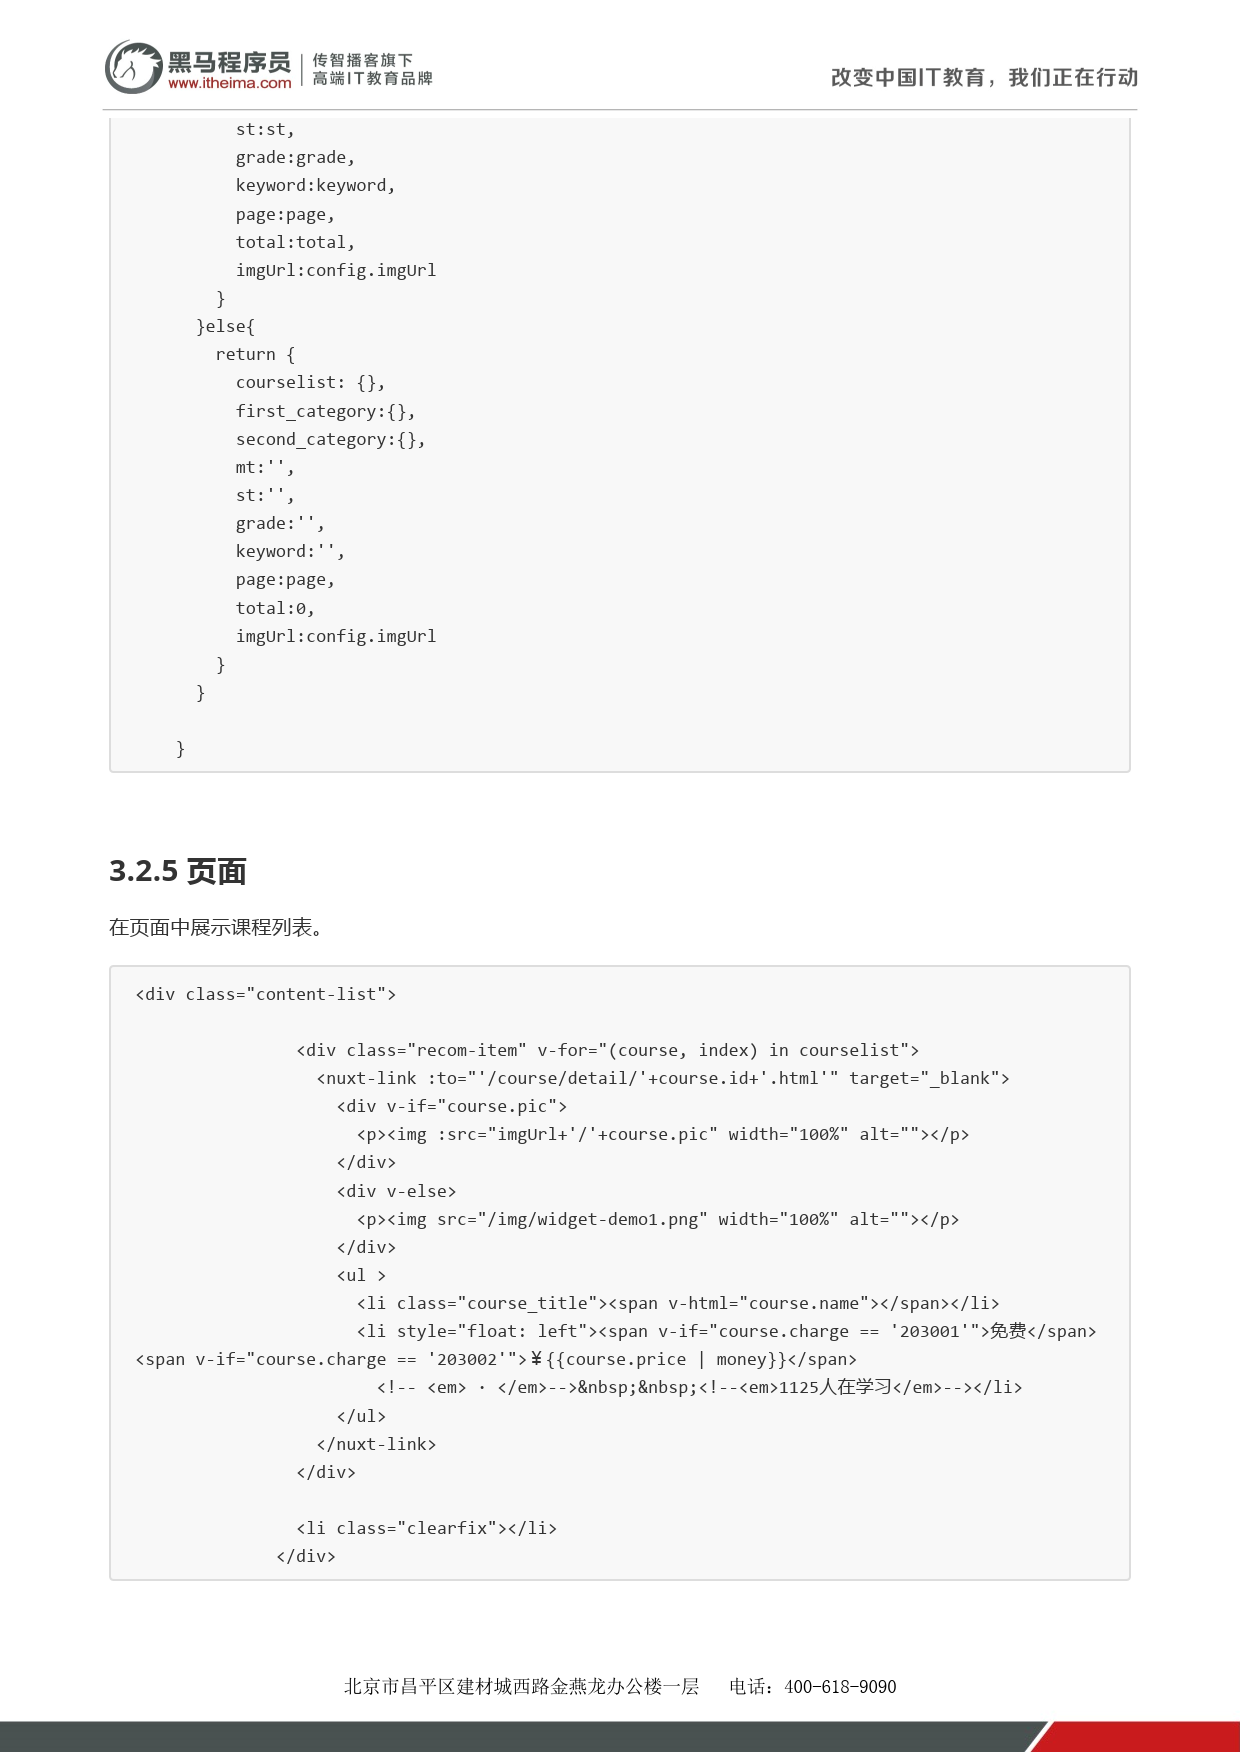 黑马程序员
www.itheima.com
传智播客旗下
高端IT教育品牌
改变中国IT教育，我们正在行动
st:st,
grade:grade,
keyword:keyword,
page:page,
total:total,
imgUrl:config.imgUrl
}
}else{
return {
courselist: {},
first_category:{},
second_category:{},
mt:'',
st:'',
grade:'',
keyword:'',
page:page,
total:0,
imgUrl:config.imgUrl
}
}
}
3.2.5 页面
在页面中展示课程列表。
<div class="content-list">
<div class="recom-item" v-for="(course, index) in courselist">
<nuxt-link :to="'/course/detail/'+course.id+'.html'" target="_blank">
<div v-if="course.pic">
<p><img :src="imgUrl+'/'+course.pic" width="100%" alt=""></p>
</div>
<div v-else>
<p><img src="/img/widget-demo1.png" width="100%" alt=""></p>
</div>
<ul >
<li class="course_title"><span v-html="course.name"></span></li>
<li style="float: left"><span v-if="course.charge == '203001'">免费</span>
<span v-if="course.charge == '203002'">¥{{course.price | money}}</span>
<!-- <em> · </em>-->&nbsp;&nbsp;<!--<em>1125人在学习</em>--></li>
</ul>
</nuxt-link>
</div>
<li class="clearfix"></li>
</div>
北京市昌平区建材城西路金燕龙办公楼一层 电话：400-618-9090